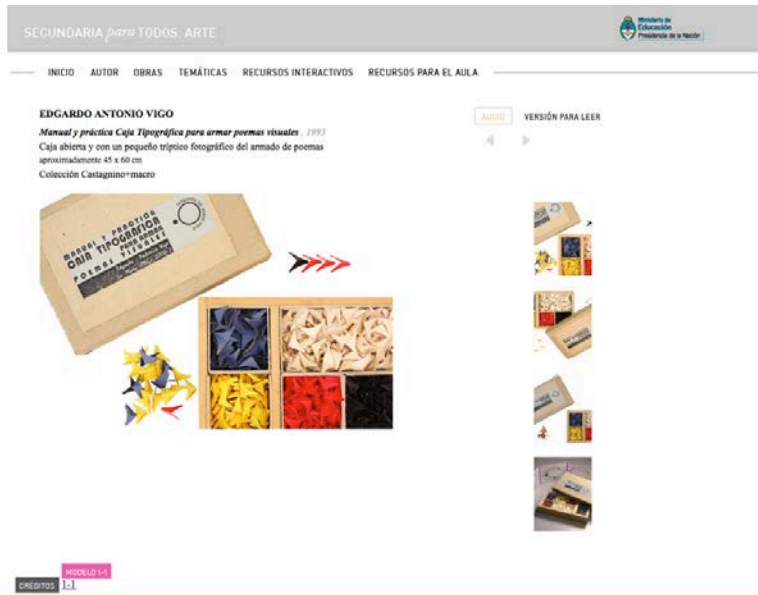 SECUNDARIA para TODOS: ARTE
Ministerio de
Educación
Presidencia de la Nación
INICIO AUTOR OBRAS TEMÁTICAS RECURSOS INTERACTIVOS RECURSOS PARA EL AULA
EDGARDO ANTONIO VIGO
Manual y práctica Caja Tipográfica para armar poemas visuales . 1993
Caja abierta y con un pequeño tríptico fotográfico del armado de poemas
aproximadamente 45 x 60 cm
Colección Castagnino+macro
AUDIO VERSIÓN PARA LEER
MANUAL Y PRACTICA
CAJA TIPOGRAFICA
PARA ARMAR
POEMAS VISUALES
MODELO 1-1
CRÉDITOS 1-1